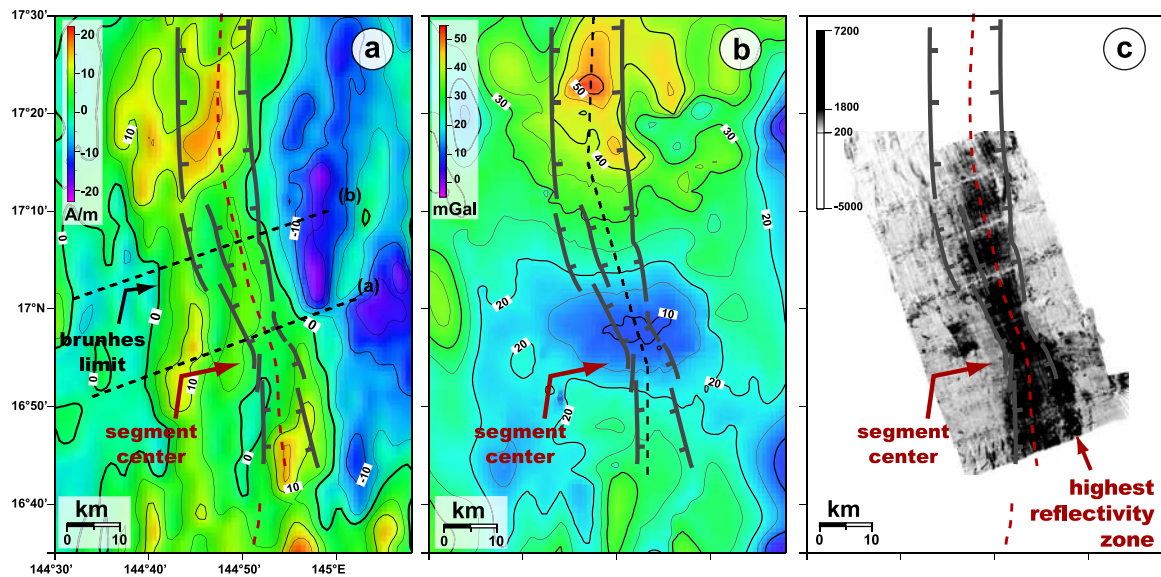 17°30'
17°20'
17°10'
17°N
16°50'
16°40'
144°30'
144°40'
144°50'
145°E
a
20
10
0
-10
-20
A/m
10
0
0
-10
(b)
(a)
0
0
0
10
0
10
-10
brunhes
limit
segment
center
km
0
10
b
50
40
30
20
10
0
mGal
30
50
40
30
20
20
10
20
20
20
segment
center
km
0
10
c
7200
1800
200
-5000
segment
center
highest
reflectivity
zone
km
0
10